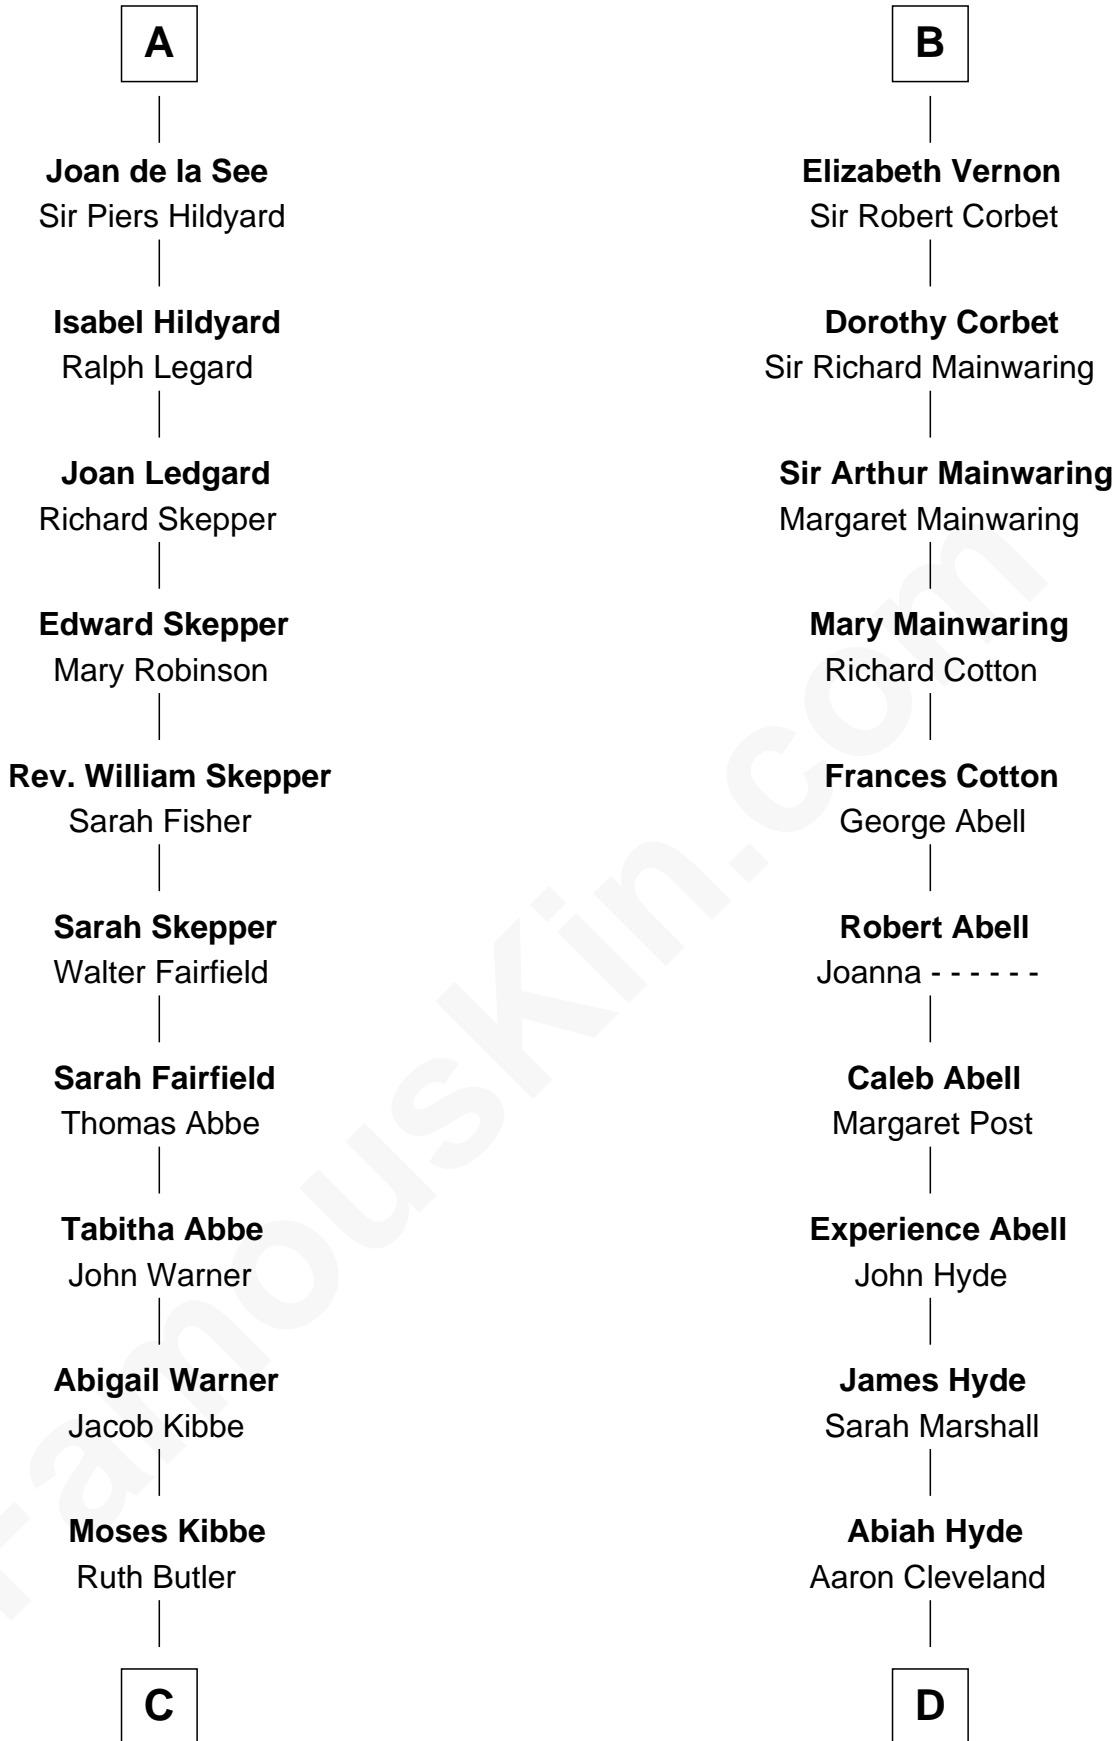 A
Joan de la See
Sir Piers Hildyard
Isabel Hildyard
Ralph Legard
Joan Ledgard
Richard Skepper
Edward Skepper
Mary Robinson
Rev. William Skepper
Sarah Fisher
Sarah Skepper
Walter Fairfield
Sarah Fairfield
Thomas Abbe
Tabitha Abbe
John Warner
Abigail Warner
Jacob Kibbe
Moses Kibbe
Ruth Butler
C
B
Elizabeth Vernon
Sir Robert Corbet
Dorothy Corbet
Sir Richard Mainwaring
Sir Arthur Mainwaring
Margaret Mainwaring
Mary Mainwaring
Richard Cotton
Frances Cotton
George Abell
Robert Abell
Joanna - - - - - -
Caleb Abell
Margaret Post
Experience Abell
John Hyde
James Hyde
Sarah Marshall
Abiah Hyde
Aaron Cleveland
D
FamousKin.com